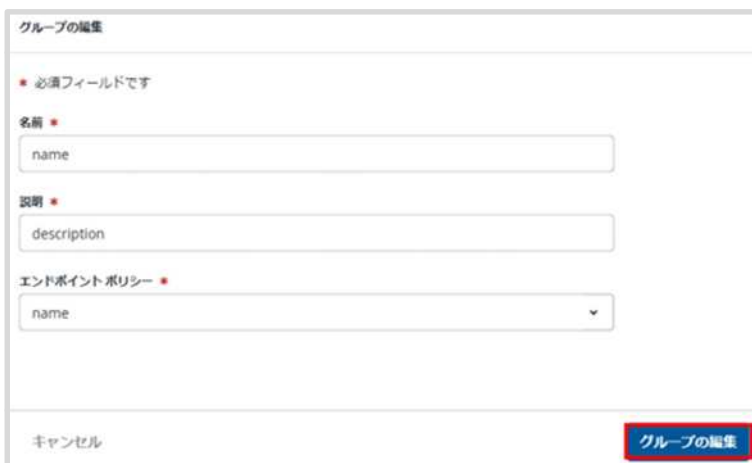 グループの編集
* 必須フィールドです
名前 *
name
説明 *
description
エンドポイント ポリシー *
name
キャンセル
グループの編集